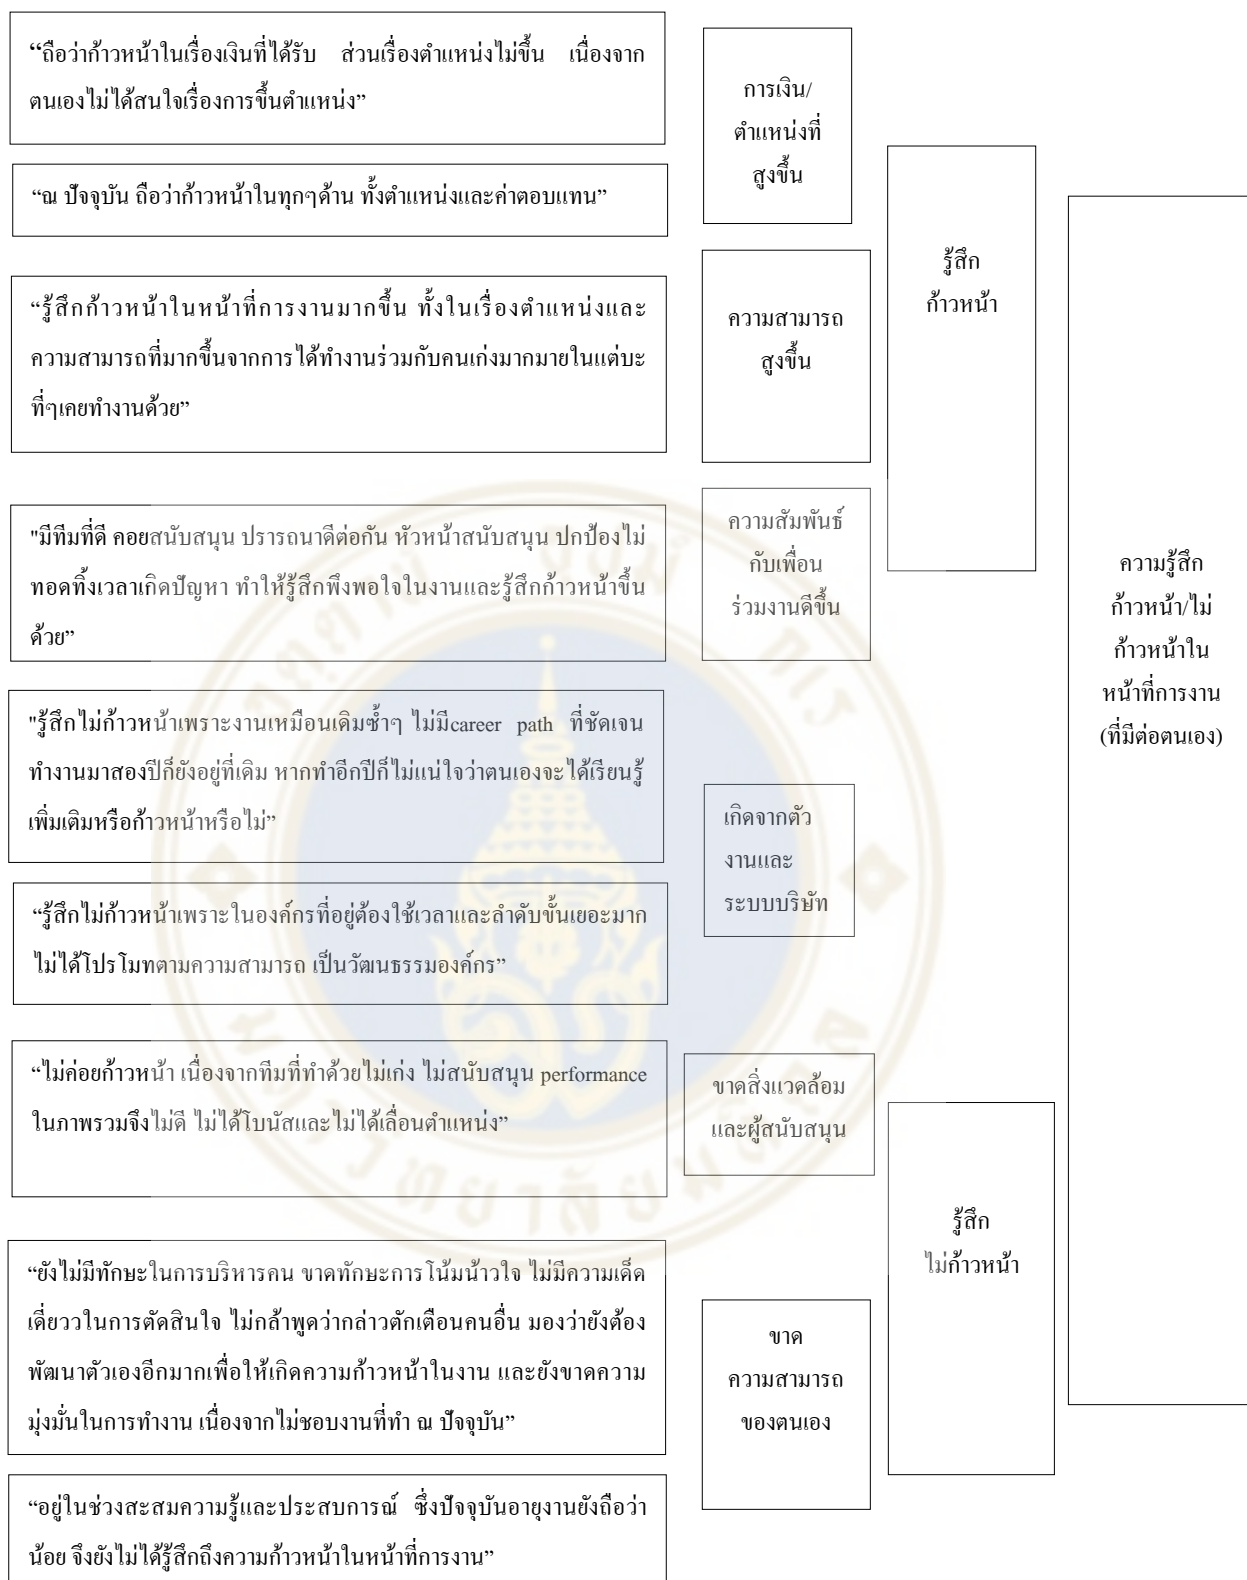 “ถือว่าก้าวหน้าในเรื่องเงินที่ได้รับ ส่วนเรื่องตำแหน่งไม่ขึ้น เนื่องจาก
ตนเองไม่ได้สนใจเรื่องการขึ้นตำแหน่ง”
“ณ ปัจจุบัน ถือว่าก้าวหน้าในทุกๆด้าน ทั้งตำแหน่งและค่าตอบแทน”
การเงิน/
ตำแหน่งที่
สูงขึ้น
“รู้สึกก้าวหน้าในหน้าที่การงานมากขึ้น ทั้งในเรื่องตำแหน่งและ
ความสามารถที่มากขึ้นจากการได้ทำงานร่วมกับคนเก่งมากมายในแต่บะ
ที่ๆเคยทำงานด้วย”
ความสามารถ
สูงขึ้น
"มีทีมที่ดี คอยสนับสนุน ปรารถนาดีต่อกัน หัวหน้าสนับสนุน ปกป้องไม่
ทอดทิ้งเวลาเกิดปัญหา ทำให้รู้สึกพึงพอใจในงานและรู้สึกก้าวหน้าขึ้น
ด้วย”
ความสัมพันธ์
กับเพื่อน
ร่วมงานดีขึ้น
รู้สึก
ก้าวหน้า
"รู้สึกไม่ก้าวหน้าเพราะงานเหมือนเดิมซ้ำๆ ไม่มีcareer path ที่ชัดเจน
ทำงานมาสองปีก็ยังอยู่ที่เดิม หากทำอีกปีก็ไม่แน่ใจว่าตนเองจะได้เรียนรู้
เพิ่มเติมหรือก้าวหน้าหรือไม่”
“รู้สึกไม่ก้าวหน้าเพราะในองค์กรที่อยู่ต้องใช้เวลาและลำดับขั้นเยอะมาก
ไม่ได้โปรโมทตามความสามารถ เป็นวัฒนธรรมองค์กร”
เกิดจากตัว
งานและ
ระบบบริษัท
“ไม่ค่อยก้าวหน้า เนื่องจากทีมที่ทำด้วยไม่เก่ง ไม่สนับสนุน performance
ในภาพรวมจึงไม่ดี ไม่ได้โบนัสและไม่ได้เลื่อนตำแหน่ง”
ขาดสิ่งแวดล้อม
และผู้สนับสนุน
“ยังไม่มีทักษะในการบริหารคน ขาดทักษะการโน้มน้าวใจ ไม่มีความเด็ด
เดี่ยววในการตัดสินใจ ไม่กล้าพูดว่ากล่าวตักเตือนคนอื่น มองว่ายังต้อง
พัฒนาตัวเองอีกมากเพื่อให้เกิดความก้าวหน้าในงาน และยังขาดความ
มุ่งมั่นในการทำงาน เนื่องจากไม่ชอบงานที่ทำ ณ ปัจจุบัน”
“อยู่ในช่วงสะสมความรู้และประสบการณ์ ซึ่งปัจจุบันอายุงานยังถือว่า
น้อย จึงยังไม่ได้รู้สึกถึงความก้าวหน้าในหน้าที่การงาน”
ขาด
ความสามารถ
ของตนเอง
รู้สึก
ไม่ก้าวหน้า
ความรู้สึก
ก้าวหน้า/ไม่
ก้าวหน้าใน
หน้าที่การงาน
(ที่มีต่อตนเอง)